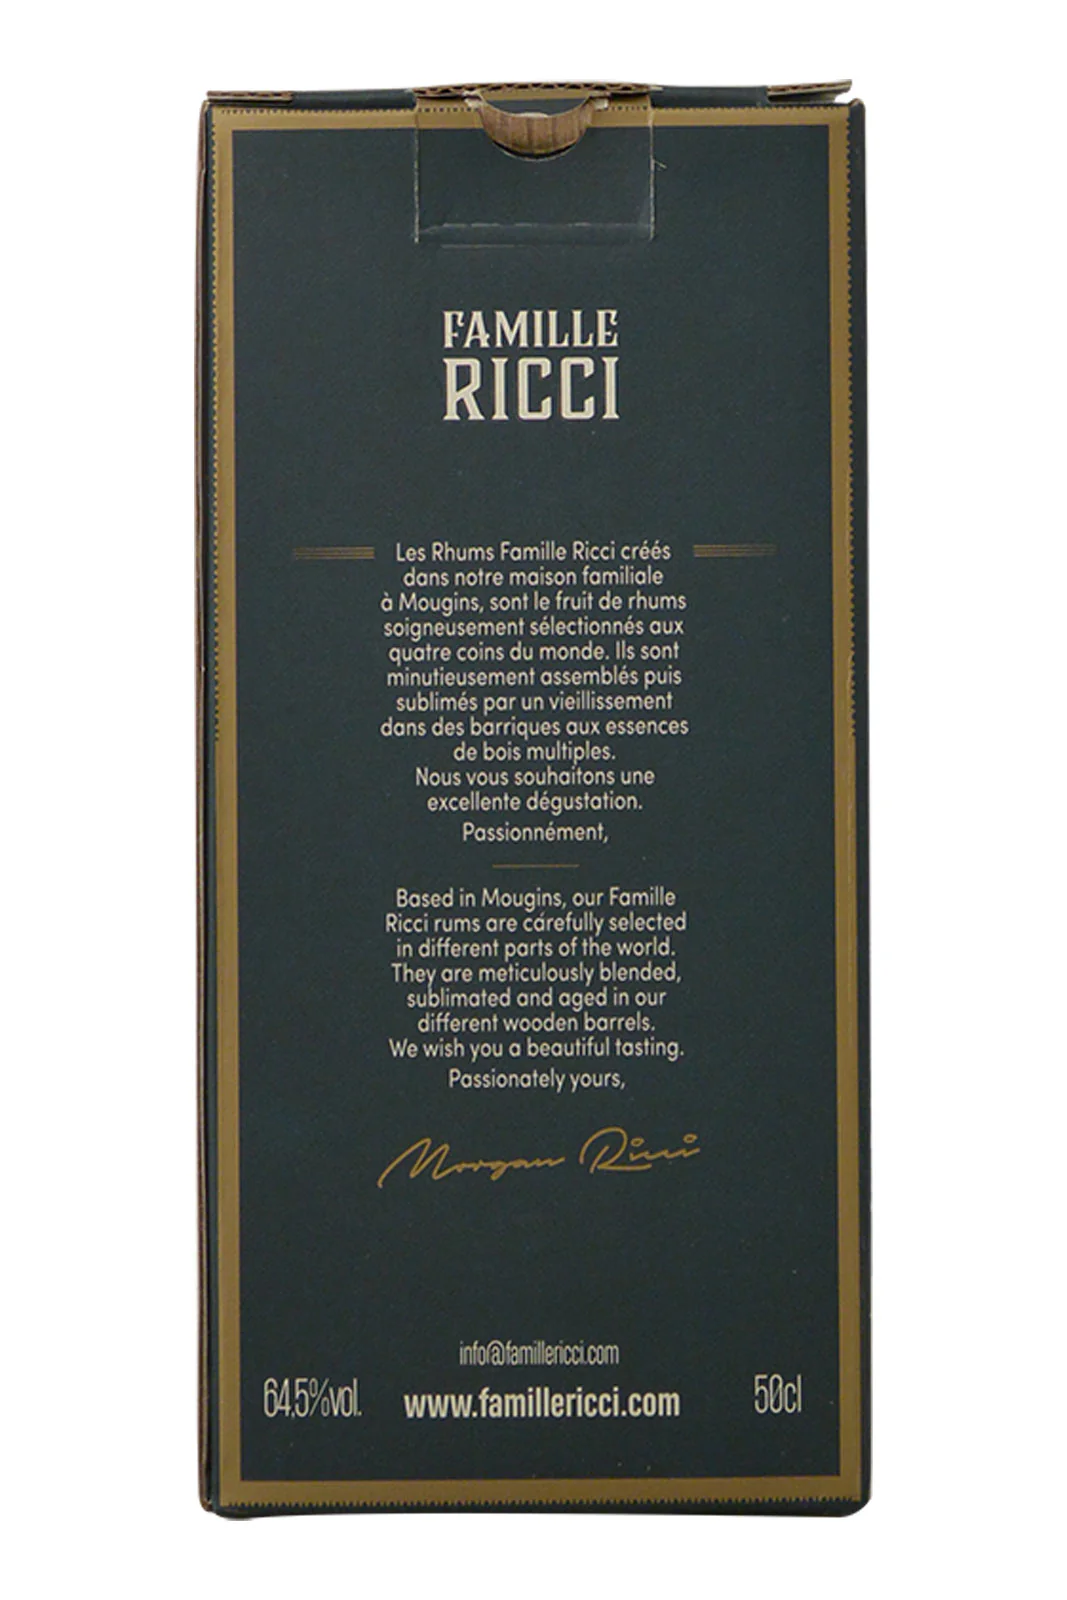 FAMILLE
RICCI
Les Rhums Famille Ricci créés
dans notre maison familiale
à Mougins, sont le fruit de rhums
soigneusement sélectionnés aux
quatre coins du monde. Ils sont
minutieusement assemblés puis
sublimés par un vieillissement
dans des barriques aux essences
de bois multiples.
Nous vous souhaitons une
excellente dégustation.
Passionnément,
Based in Mougins, our Famille
Ricci rums are carefully selected
in different parts of the world.
They are meticulously blended,
sublimated and aged in our
different wooden barrels.
We wish you a beautiful tasting.
Passionately yours,
Morgan Ricci
info@famillericci.com
64,5%vol. www.famillericci.com 50cl